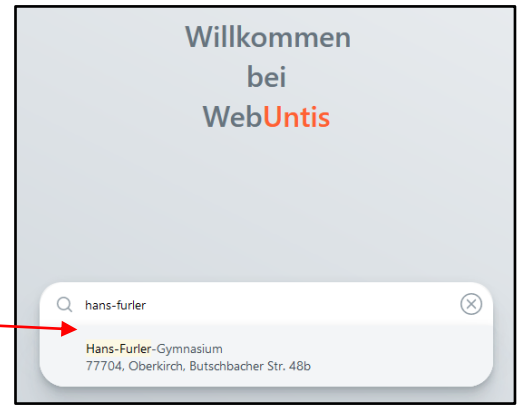 Willkommen
bei
WebUntis
hans-furler
Hans-Furler-Gymnasium
77704, Oberkirch, Butschbacher Str. 48b